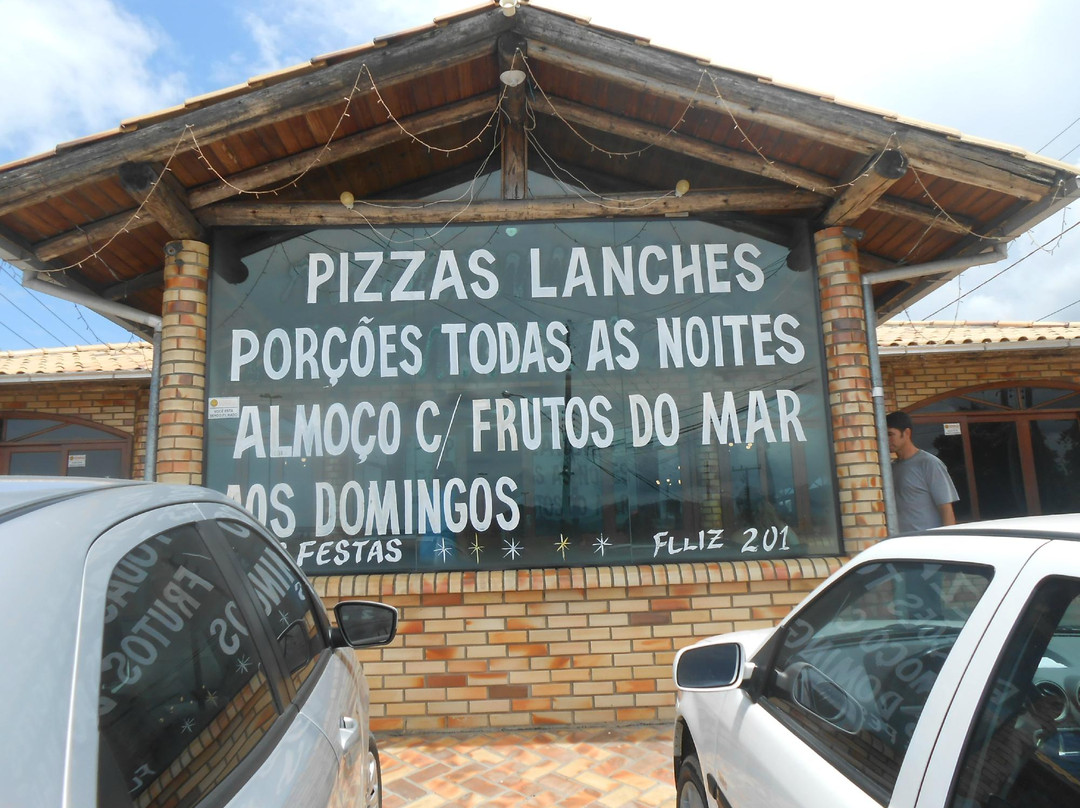 PIZZAS LANCHES
PORÇÕES TODAS AS NOITES
ALMOÇO C/ FRUTOS DO MAR
AOS DOMINGOS
FESTAS FLLIZ 201